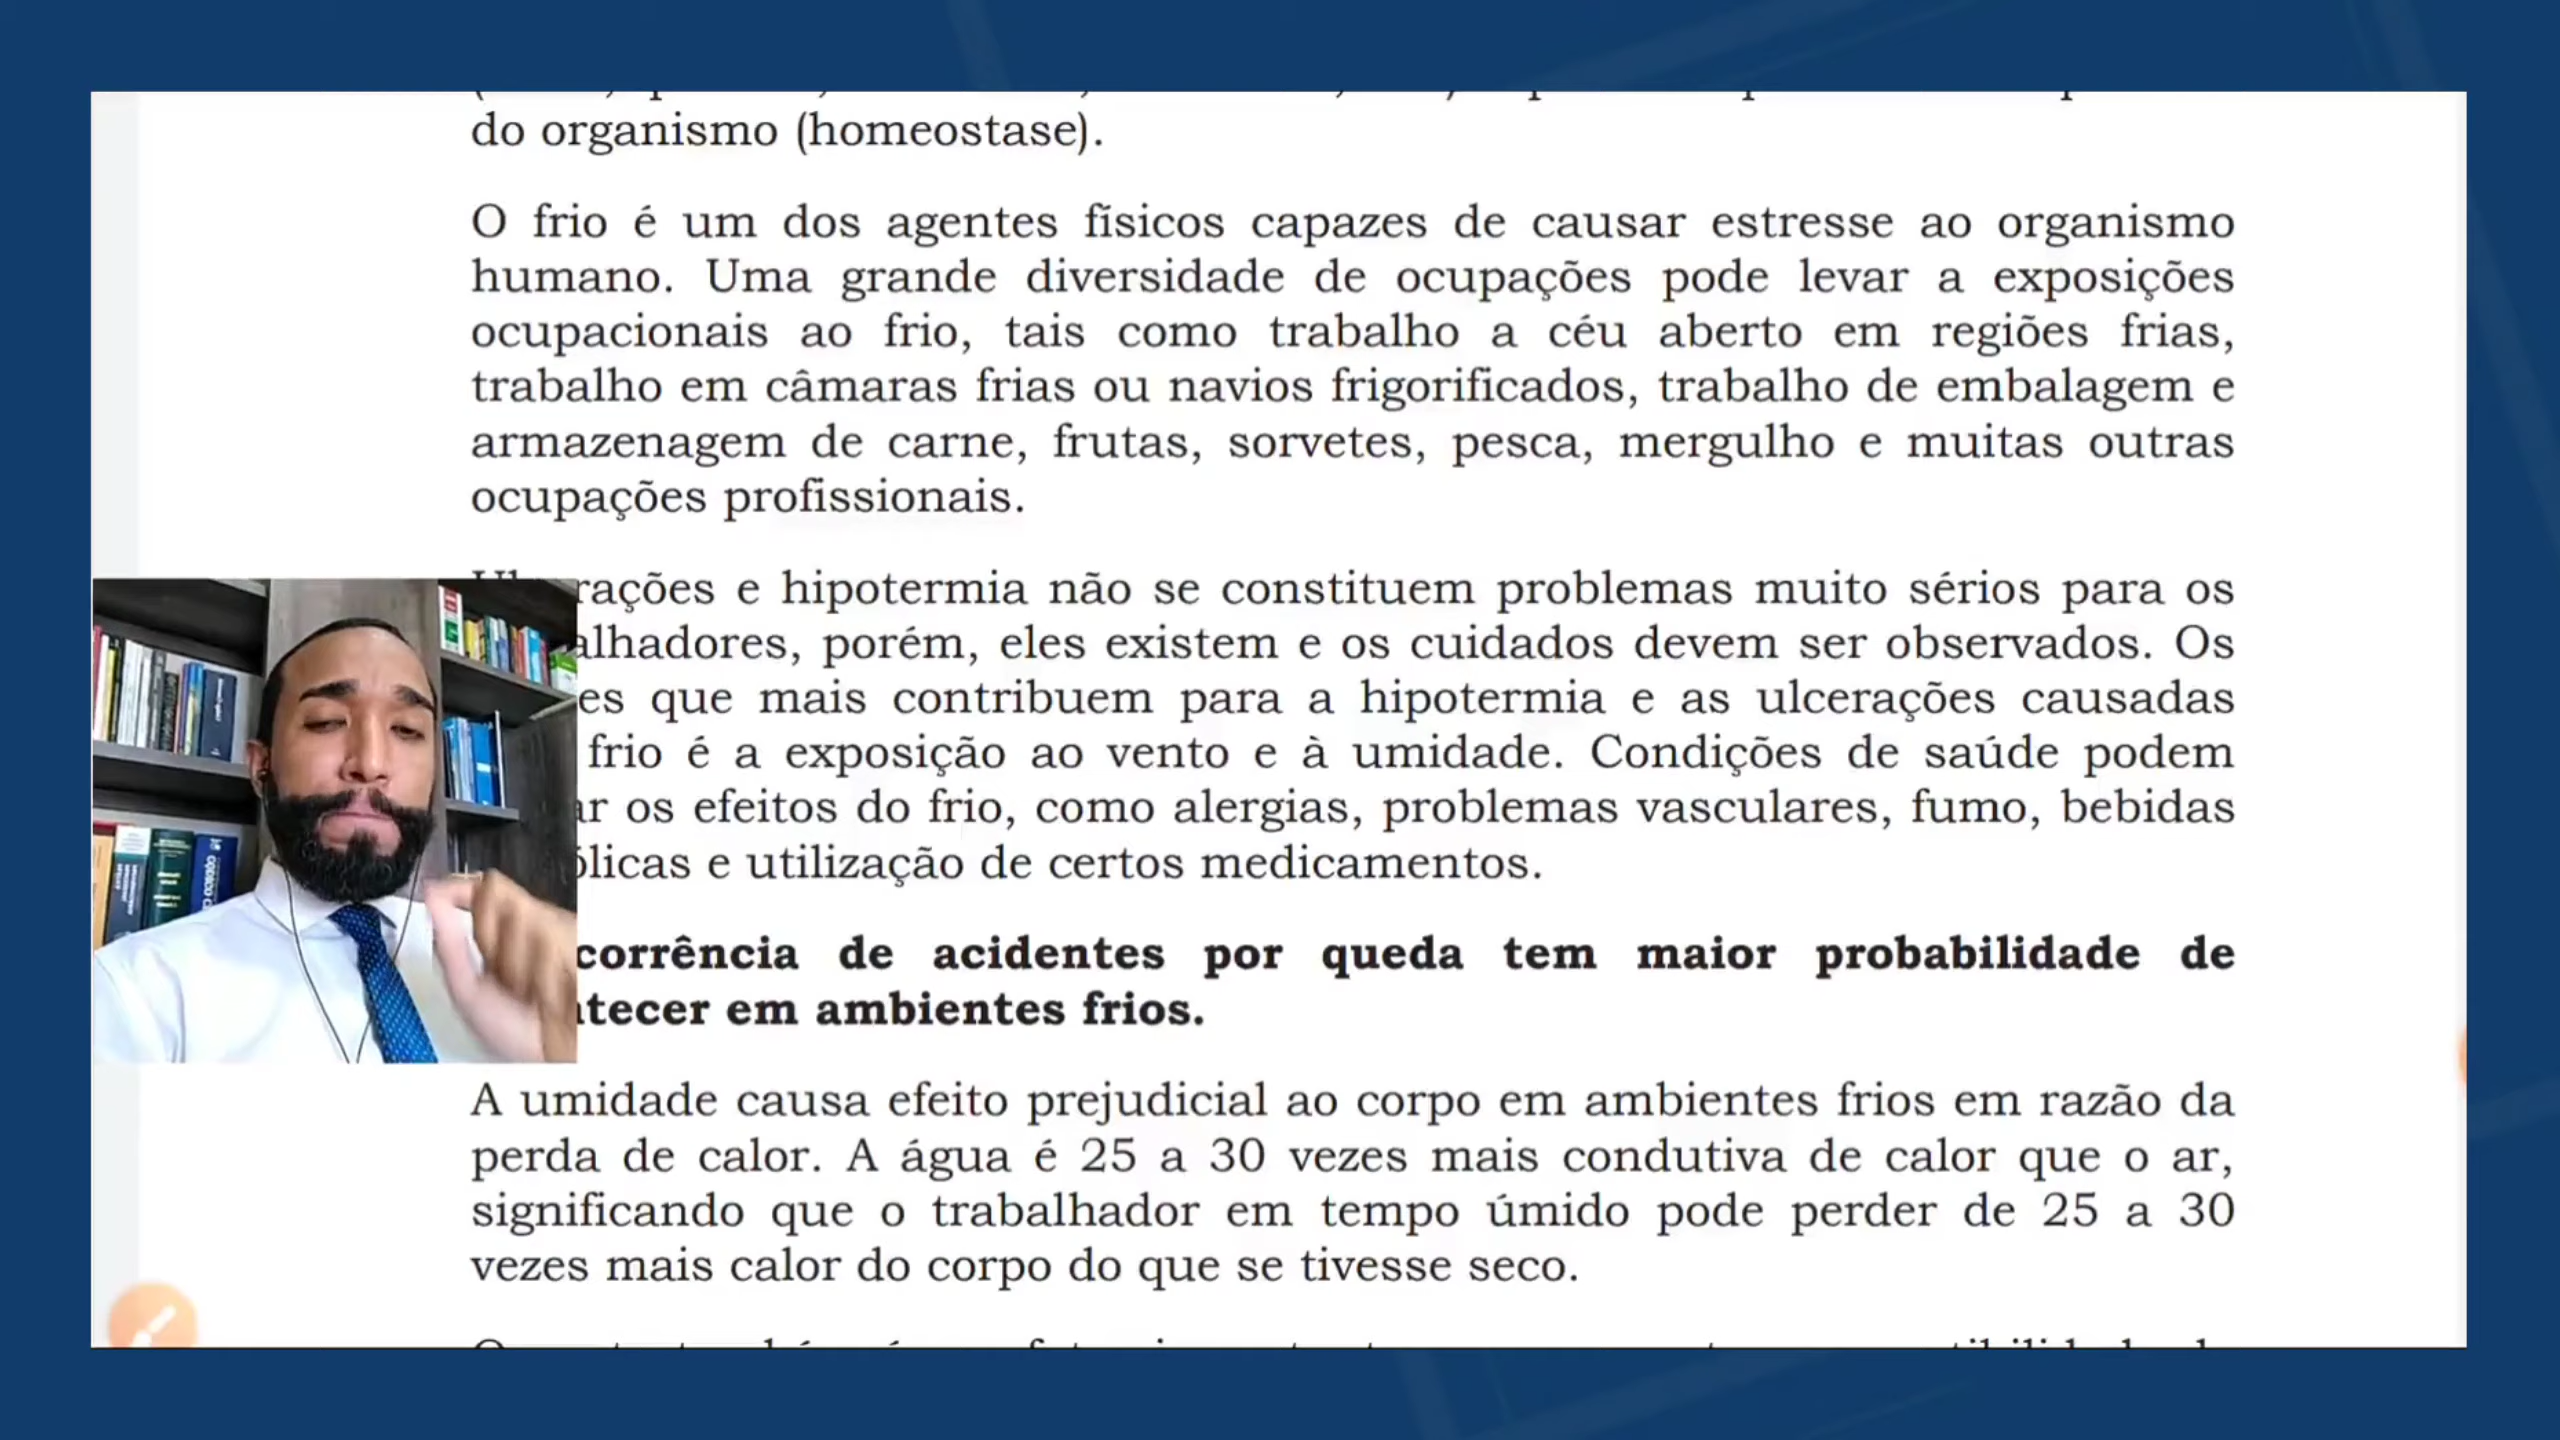 do organismo (homeostase).
O frio é um dos agentes físicos capazes de causar estresse ao organismo
humano. Uma grande diversidade de ocupações pode levar a exposições
ocupacionais ao frio, tais como trabalho a céu aberto em regiões frias,
trabalho em câmaras frias ou navios frigorificados, trabalho de embalagem e
armazenagem de carne, frutas, sorvetes, pesca, mergulho e muitas outras
ocupações profissionais.
e hipotermia não se constituem problemas muito sérios para os
porém, eles existem e os cuidados devem ser observados. Os
que mais contribuem para a hipotermia e as ulcerações causadas
frio é a exposição ao vento e à umidade. Condições de saúde podem
os efeitos do frio, como alergias, problemas vasculares, fumo, bebidas
e utilização de certos medicamentos.
de acidentes por queda tem maior probabilidade de
em ambientes frios.
A umidade causa efeito prejudicial ao corpo em ambientes frios em razão da
perda de calor. A água é 25 a 30 vezes mais condutiva de calor que o ar,
significando que o trabalhador em tempo úmido pode perder de 25 a 30
vezes mais calor do corpo do que se tivesse seco.